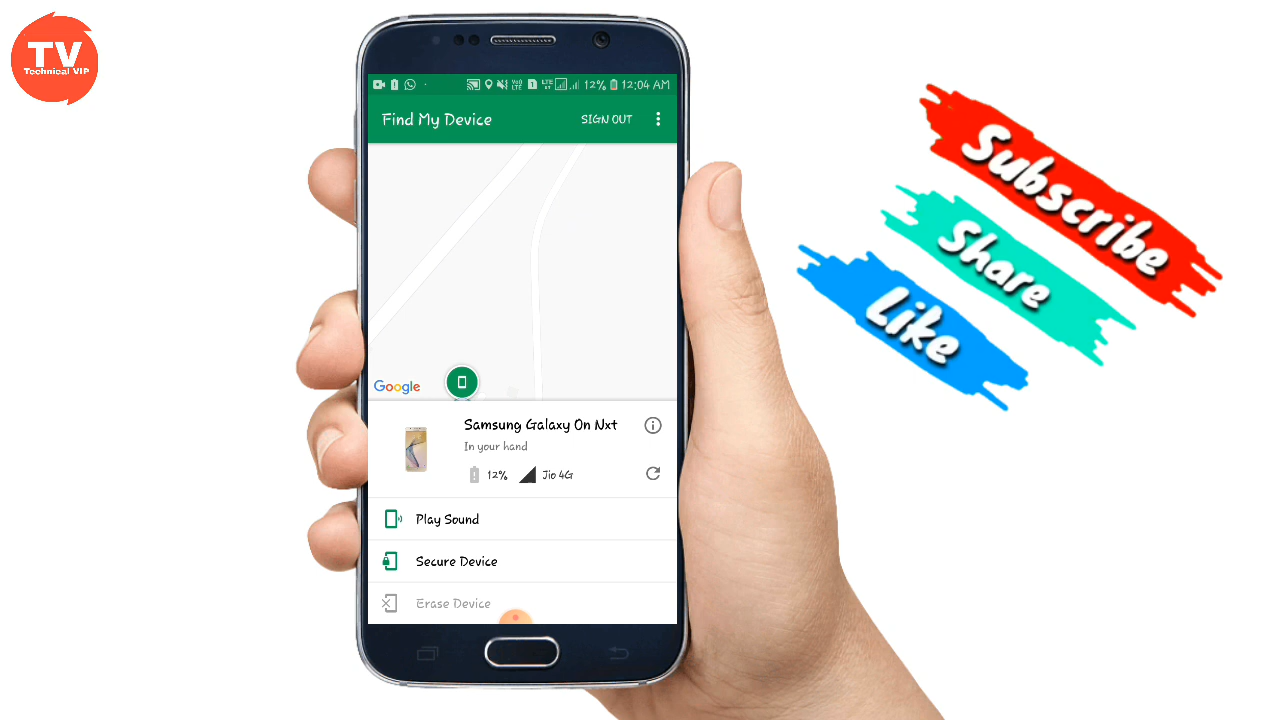 TV
Technical VIP
12% 12:04 AM
Find My Device SIGN OUT
Google
Samsung Galaxy On Nxt
In your hand
12% Jio 4G
Play Sound
Secure Device
Erase Device
Subscribe
Share
Like